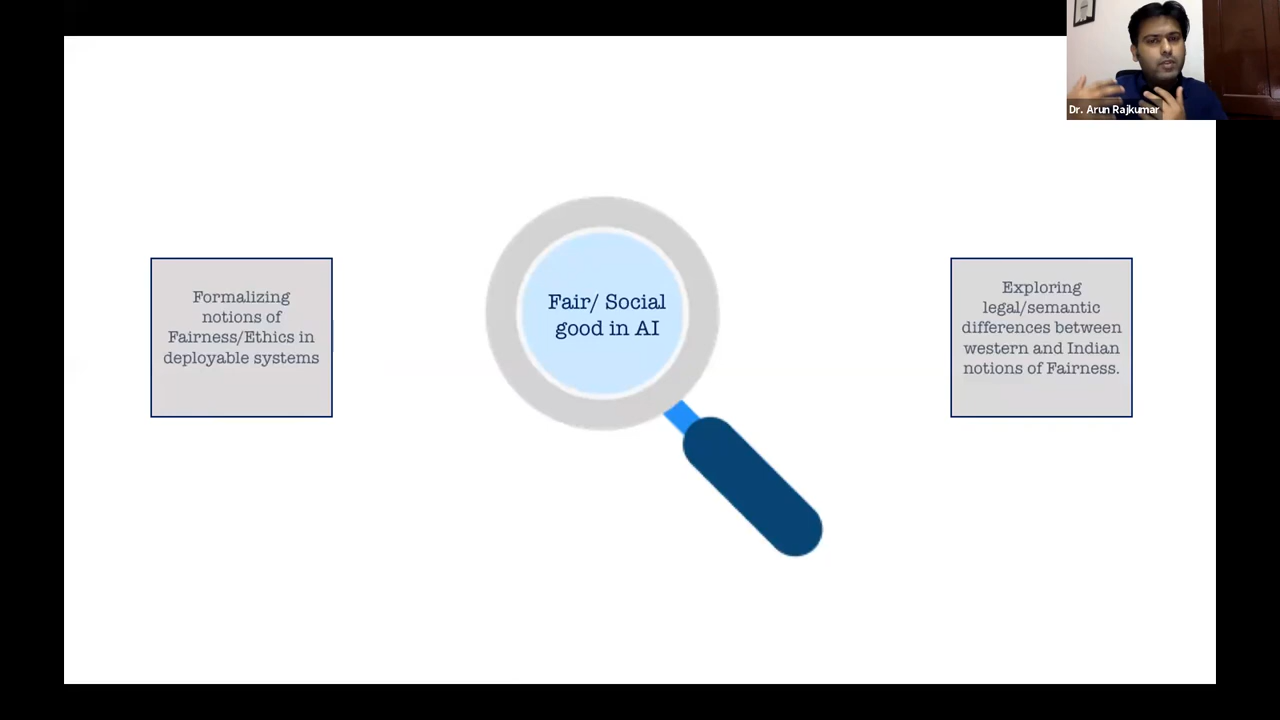 Dr. Arun Rajkumar
Formalizing
notions of
Fairness/Ethics in
deployable systems
Fair/ Social
good in AI
Exploring
legal/semantic
differences between
western and Indian
notions of Fairness.